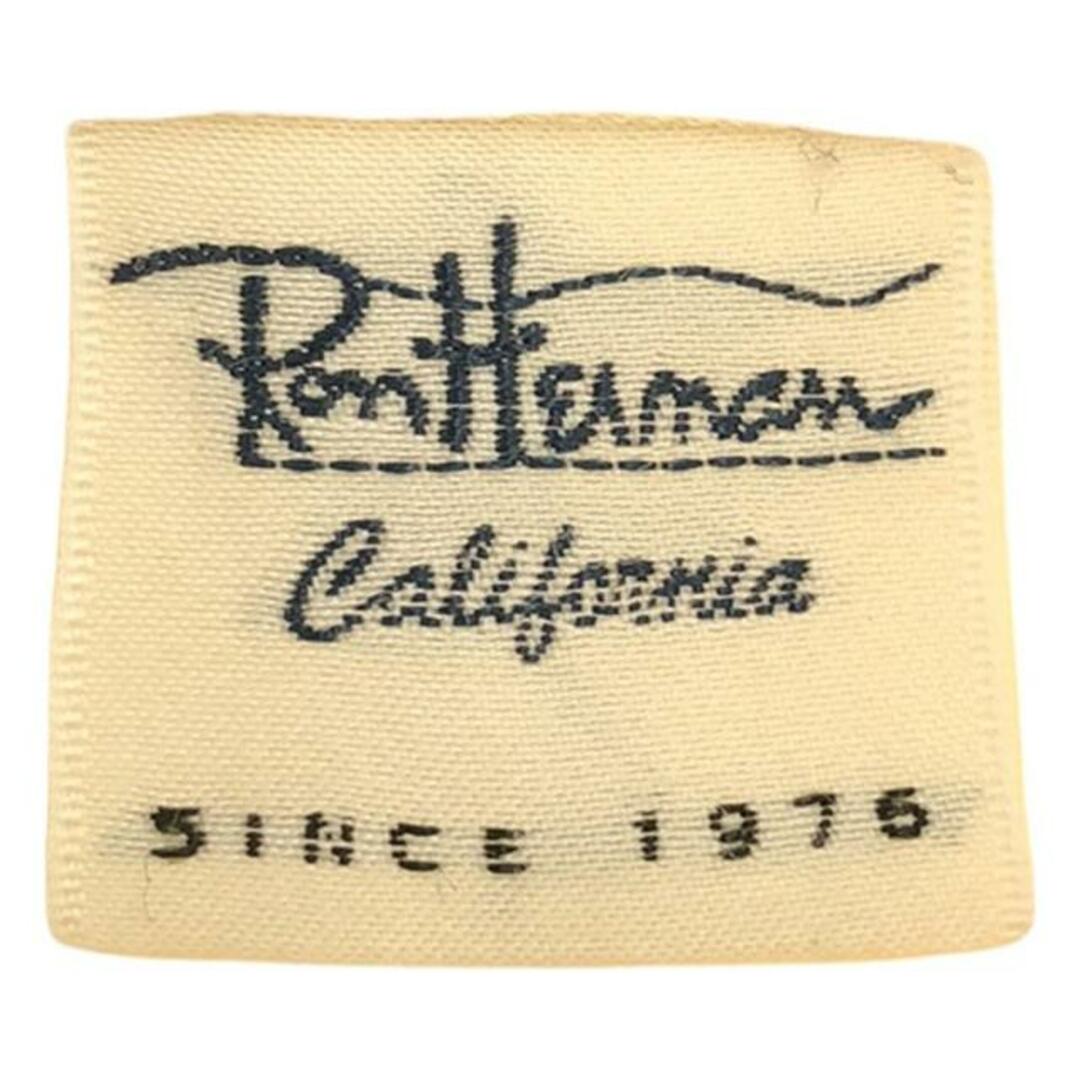 Ron Herman
California
SINCE 1976